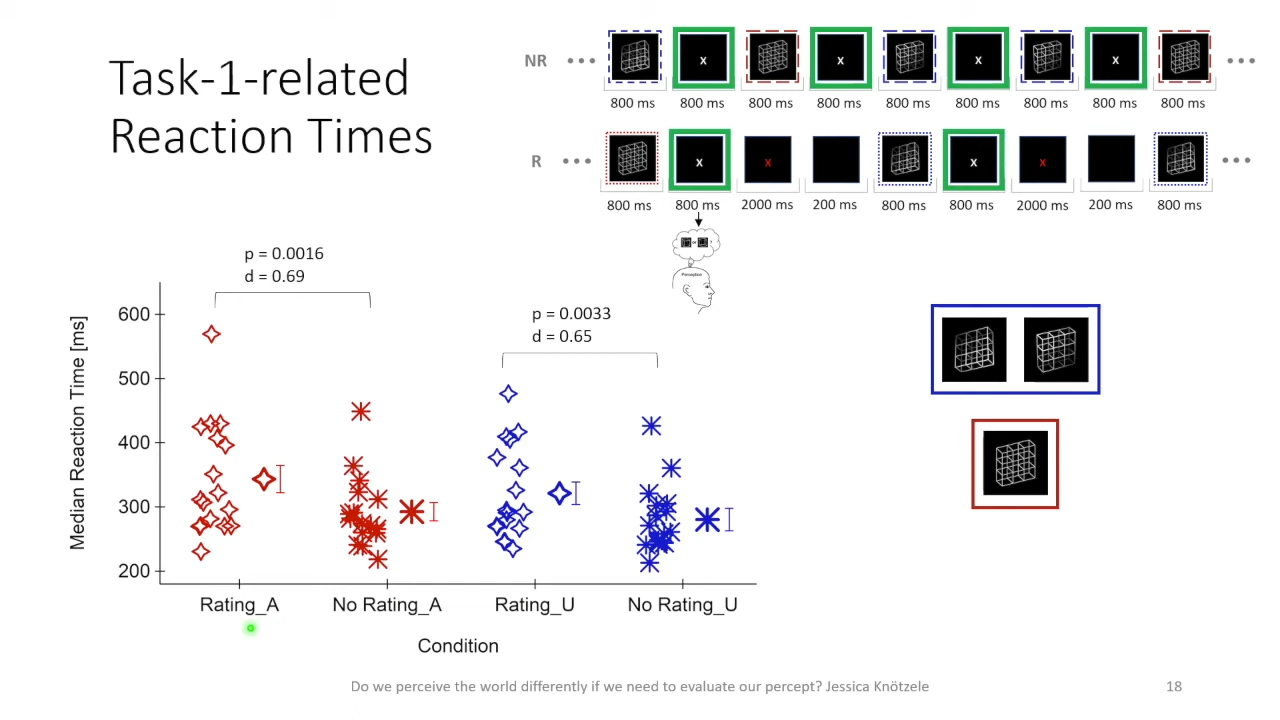 Task-1-related
Reaction Times
NR ••• x x x x •••
800 ms 800 ms 800 ms 800 ms 800 ms 800 ms 800 ms 800 ms 800 ms
R ••• x x x x •••
800 ms 800 ms 2000 ms 200 ms 800 ms 800 ms 2000 ms 200 ms 800 ms
or ?
Perception
p = 0.0016
d = 0.69
p = 0.0033
d = 0.65
Median Reaction Time [ms]
600
500
400
300
200
Rating_A No Rating_A Rating_U No Rating_U
Condition
Do we perceive the world differently if we need to evaluate our percept? Jessica Knötzele
18